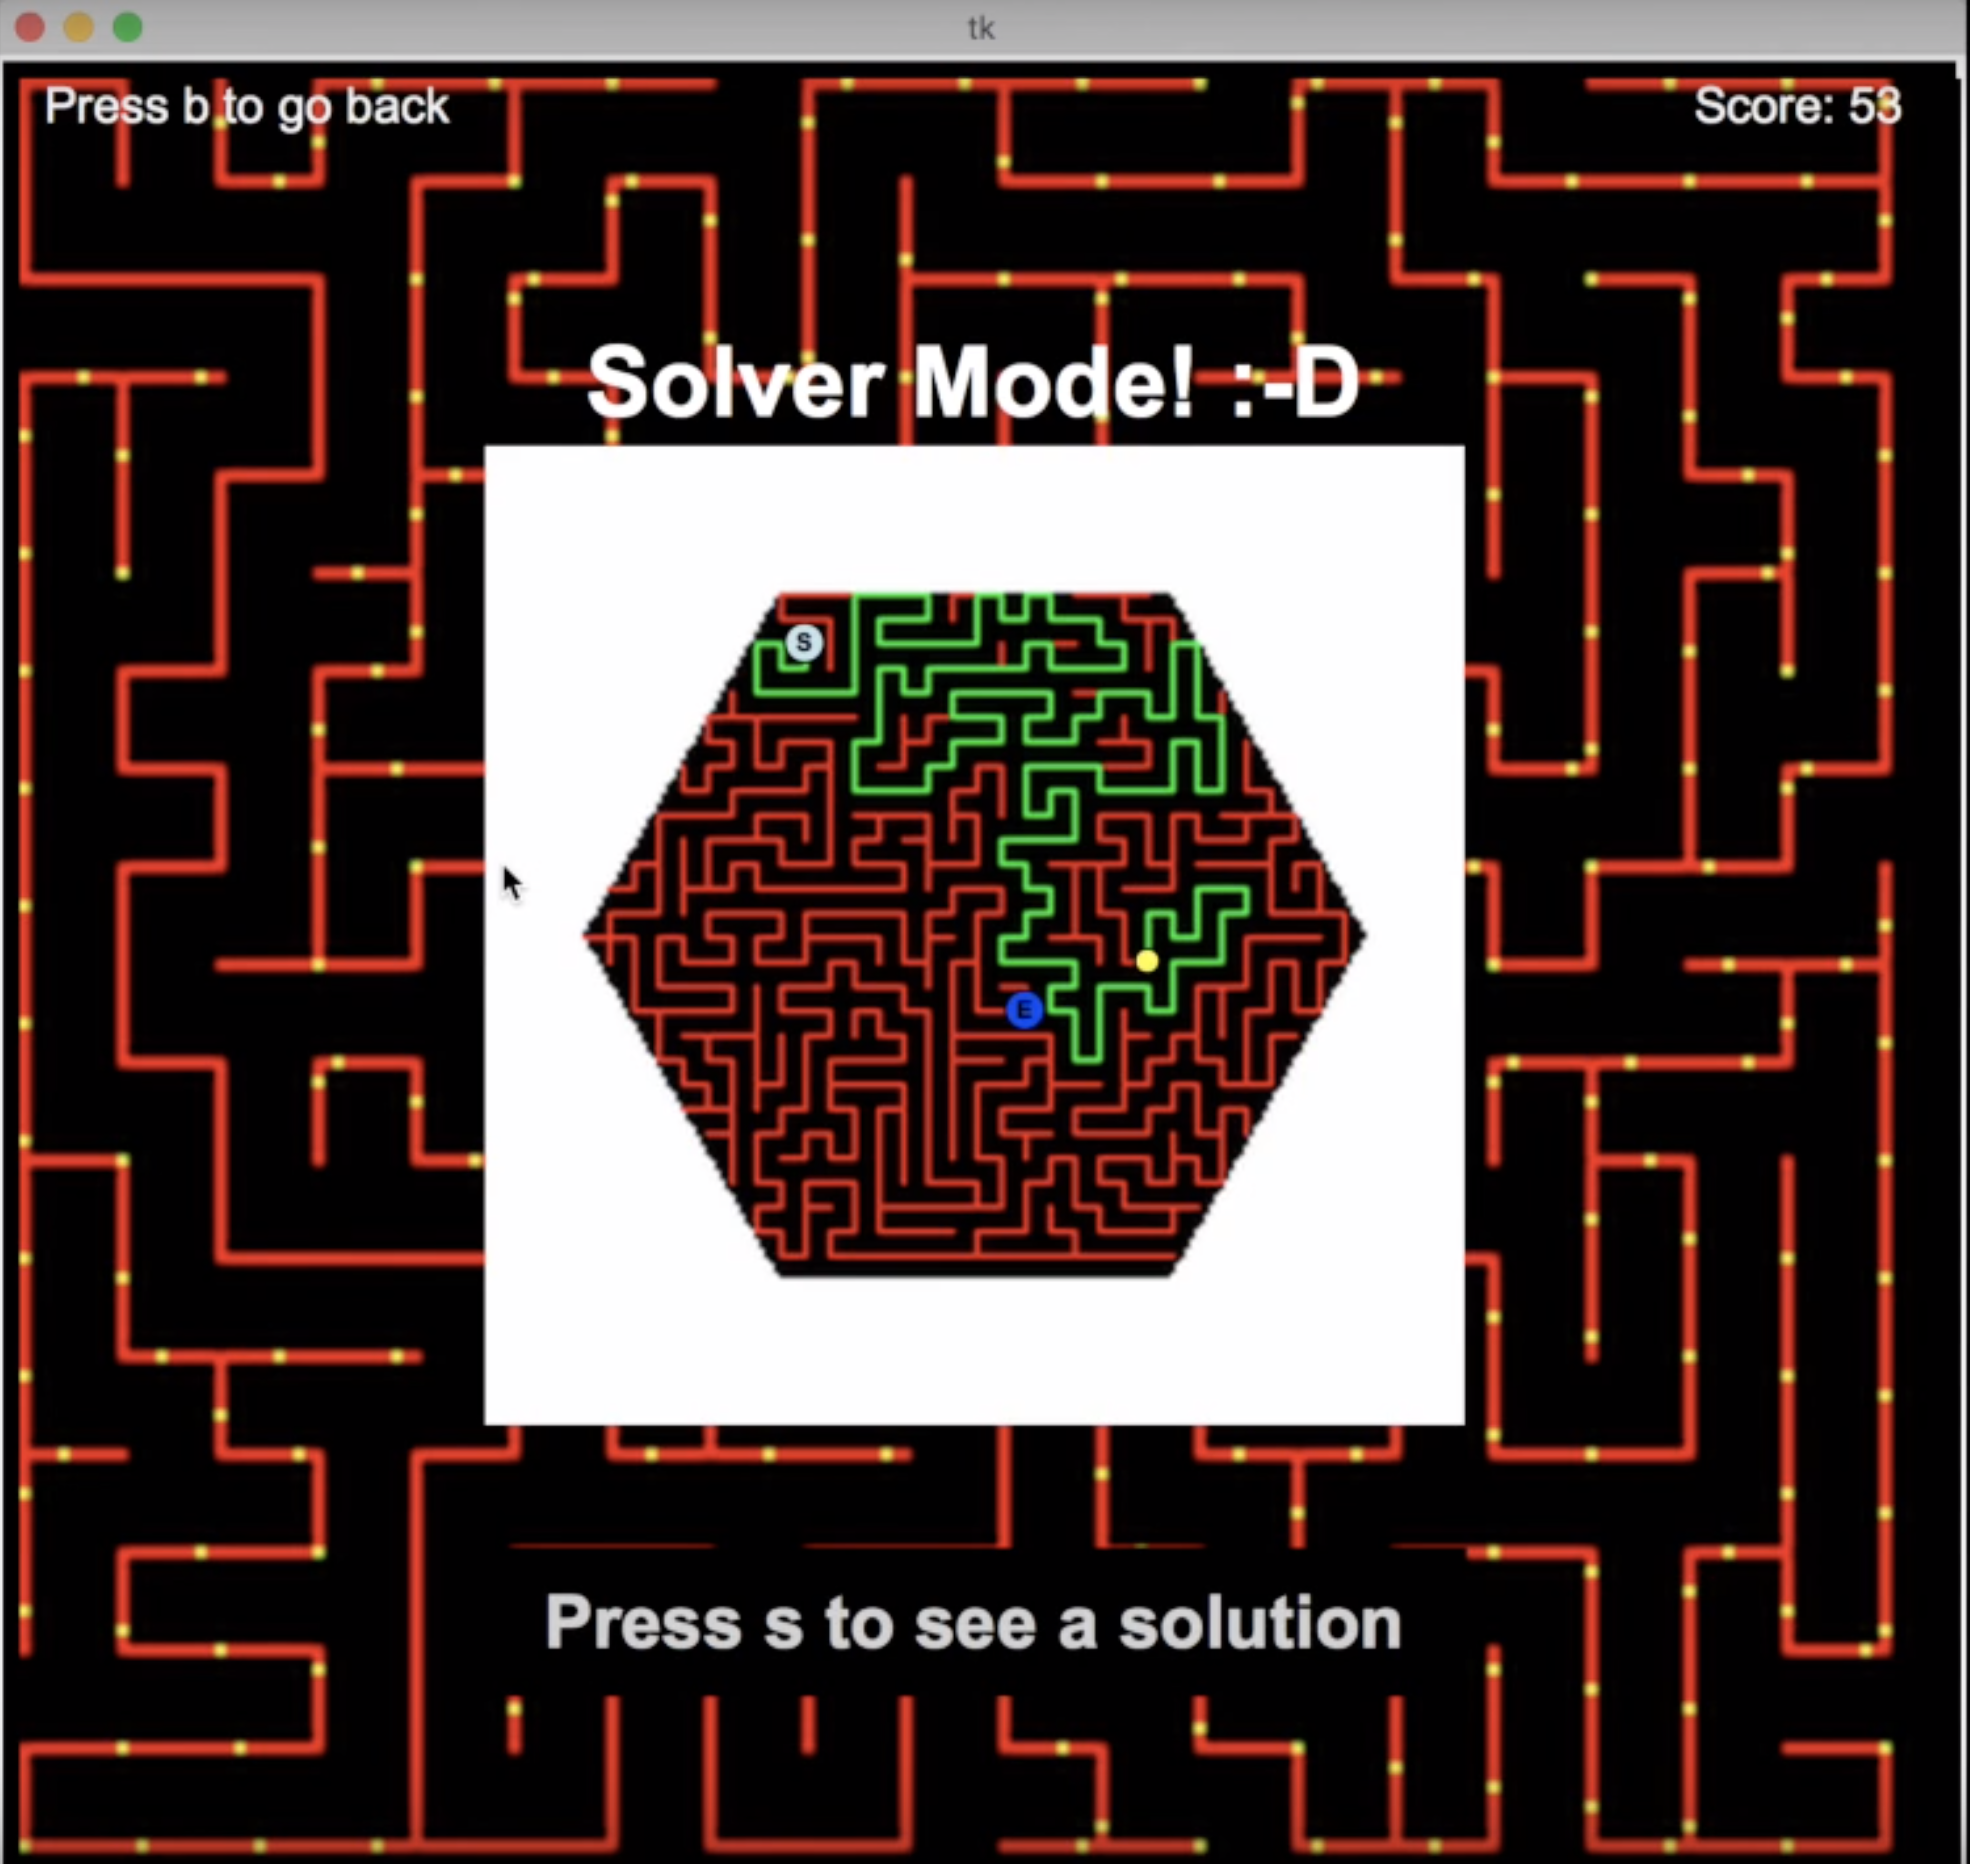 tk
Press b to go back
Score: 53
Solver Mode! :-D
S
E
Press s to see a solution